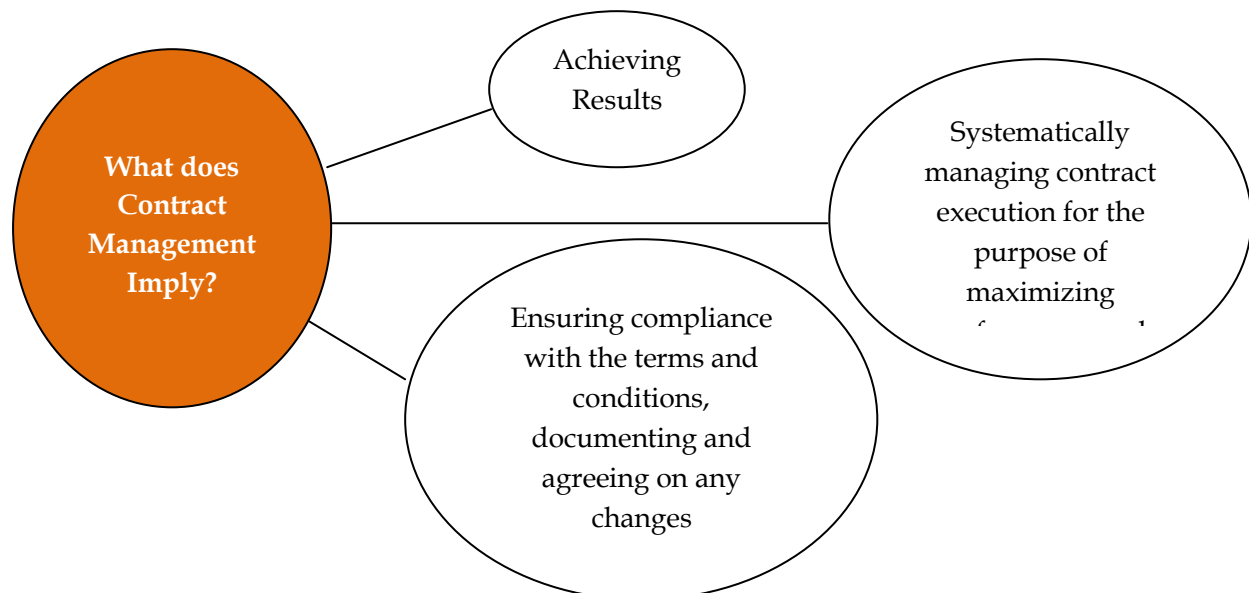 What does
Contract
Management
Imply?
Achieving
Results
Systematically
managing contract
execution for the
purpose of
maximizing
Ensuring compliance
with the terms and
conditions,
documenting and
agreeing on any
changes